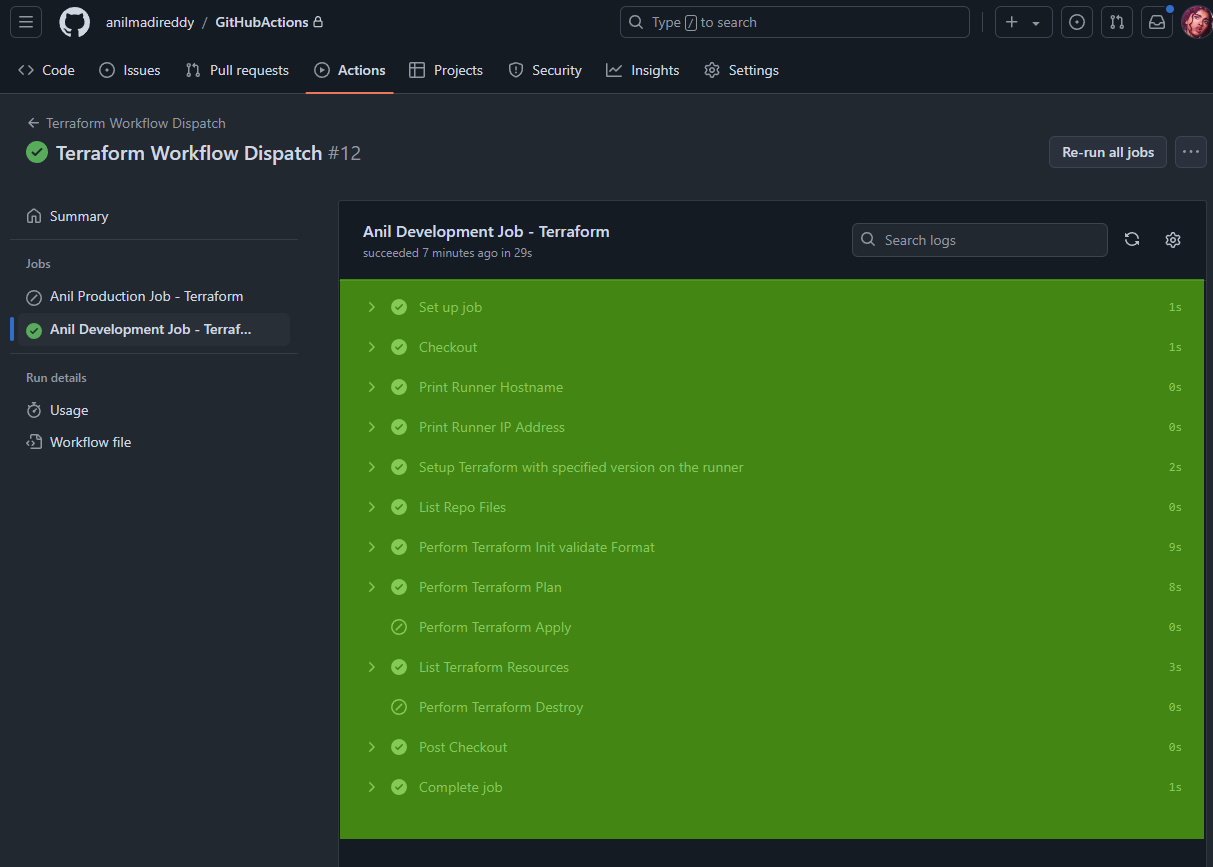 anilmadireddy / GitHubActions
Type / to search
Code Issues Pull requests Actions Projects Security Insights Settings
Terraform Workflow Dispatch
Terraform Workflow Dispatch #12
Re-run all jobs
Summary
Jobs
Anil Production Job - Terraform
Anil Development Job - Terraf...
Run details
Usage
Workflow file
Anil Development Job - Terraform
succeeded 7 minutes ago in 29s
Search logs
Set up job 1s
Checkout 1s
Print Runner Hostname 0s
Print Runner IP Address 0s
Setup Terraform with specified version on the runner 2s
List Repo Files 0s
Perform Terraform Init validate Format 9s
Perform Terraform Plan 8s
Perform Terraform Apply 0s
List Terraform Resources 3s
Perform Terraform Destroy 0s
Post Checkout 0s
Complete job 1s